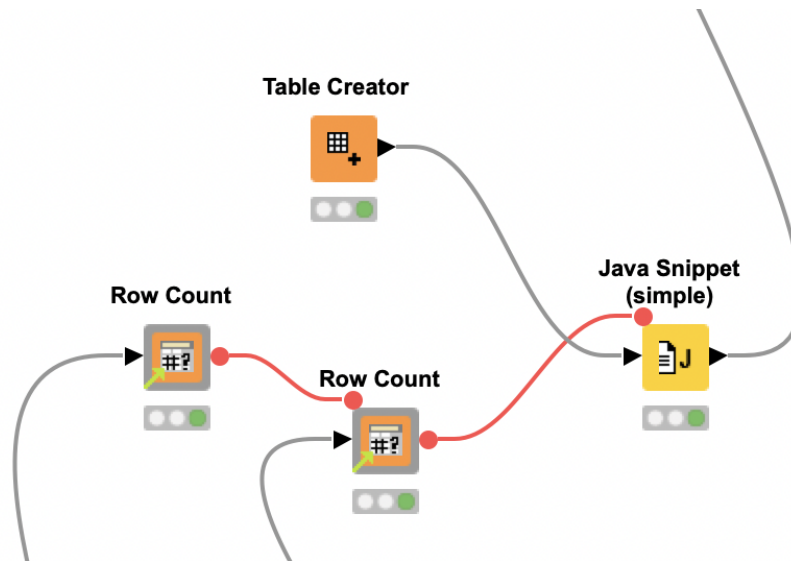 Table Creator
Java Snippet
(simple)
Row Count
#?
Row Count
#?
J